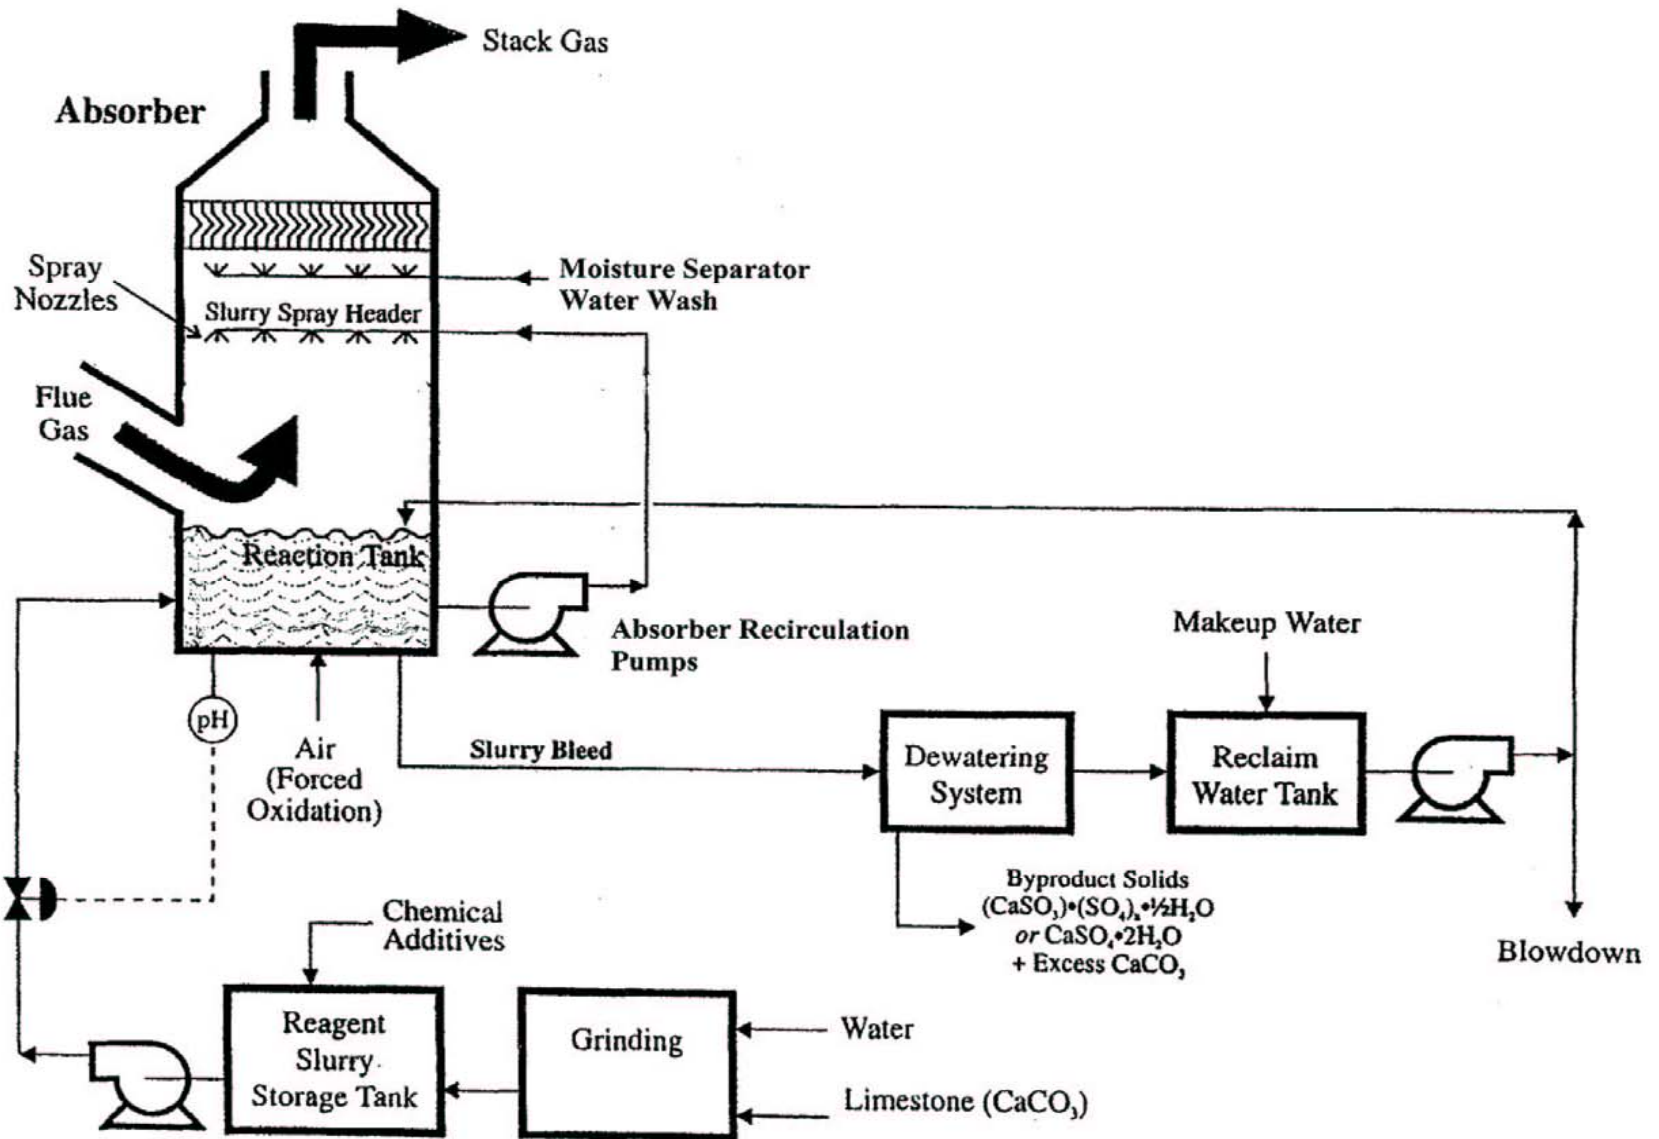 Stack Gas
Absorber
Spray
Nozzles
Moisture Separator
Water Wash
Slurry Spray Header
Flue
Gas
Reaction Tank
Absorber Recirculation
Pumps
Makeup Water
pH
Air
(Forced
Oxidation)
Slurry Bleed
Dewatering
System
Reclaim
Water Tank
Byproduct Solids
(CaSO₃)•(SO₄)ₓ•½H₂O
or CaSO₄•2H₂O
+ Excess CaCO₃
Blowdown
Chemical
Additives
Reagent
Slurry
Storage Tank
Grinding
Water
Limestone (CaCO₃)